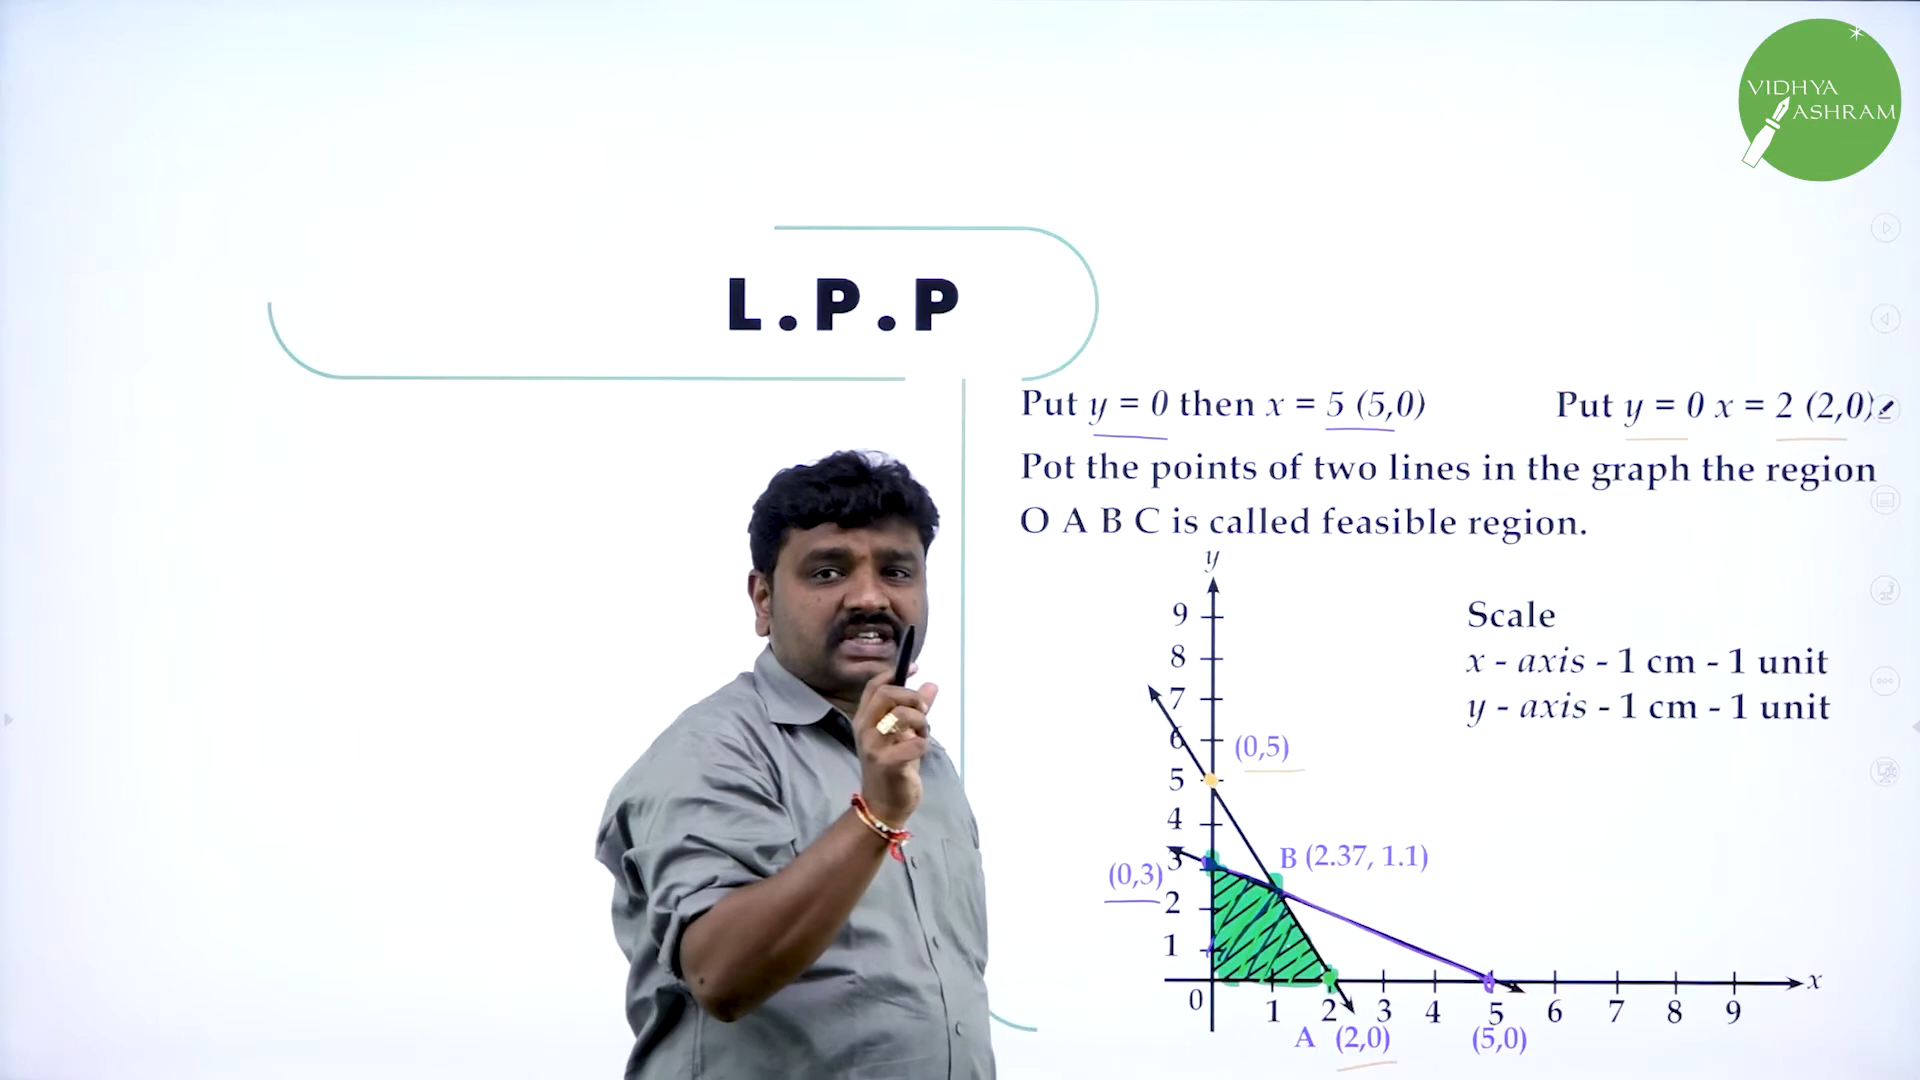 VIDHYA
ASHRAM
L.P.P
Put y = 0 then x = 5 (5,0) Put y = 0 x = 2 (2,0)
Pot the points of two lines in the graph the region
O A B C is called feasible region.
y
9
8
7
6
5
4
3
2
1
Scale
x - axis - 1 cm - 1 unit
y - axis - 1 cm - 1 unit
(0,5)
B (2.37, 1.1)
(0,3)
x
0 1 2 3 4 5 6 7 8 9
A (2,0) (5,0)